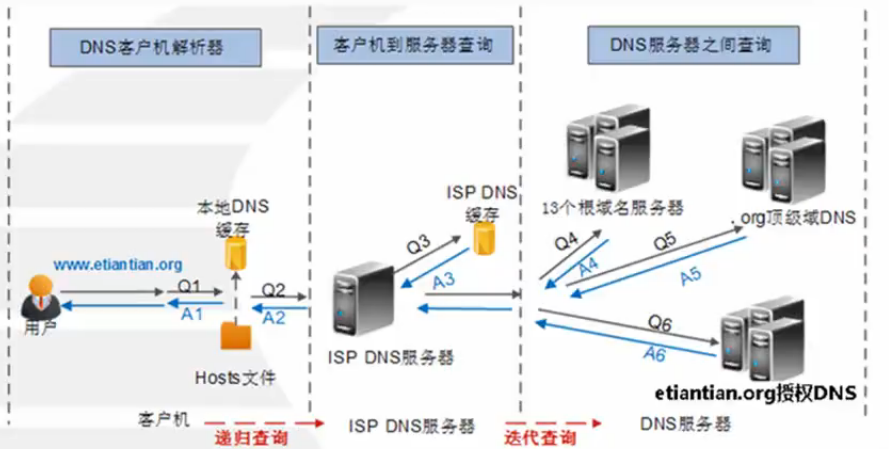 DNS客户机解析器
客户机到服务器查询
DNS服务器之间查询
本地DNS
缓存
ISP DNS
缓存
13个根域名服务器
.org顶级域DNS
www.etiantian.org
Q1
A1
Q2
A2
Q3
A3
Q4
A4
Q5
A5
Q6
A6
用户
Hosts文件
ISP DNS服务器
etiantian.org授权DNS
客户机
递归查询
ISP DNS服务器
迭代查询
DNS服务器